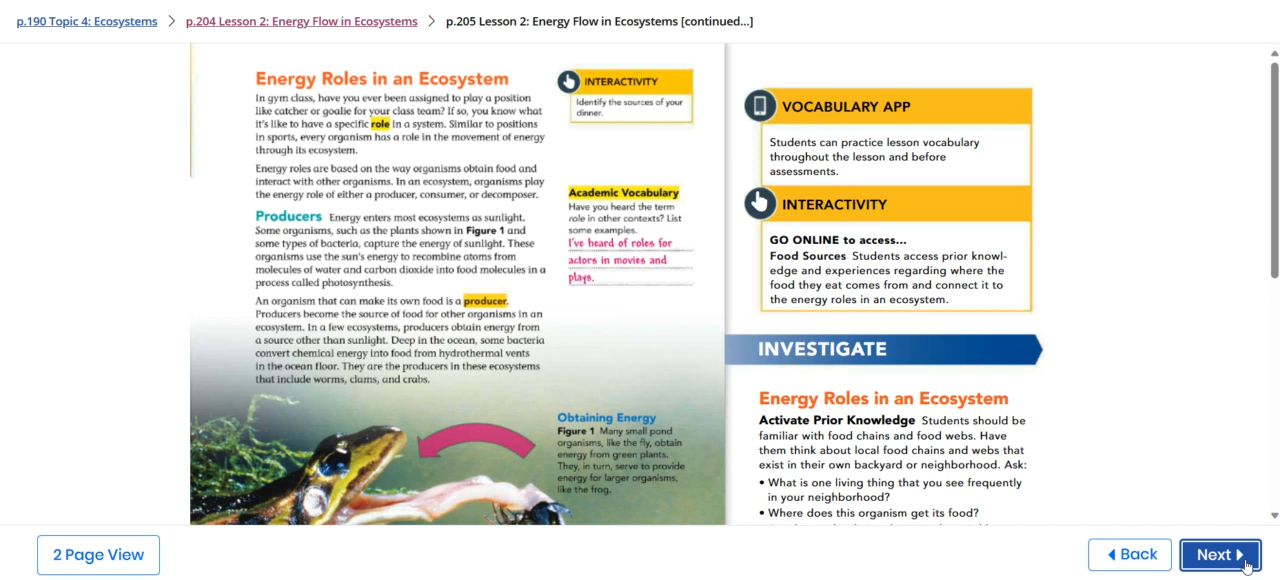 p.190 Topic 4: Ecosystems > p.204 Lesson 2: Energy Flow in Ecosystems > p.205 Lesson 2: Energy Flow in Ecosystems [continued...]
Energy Roles in an Ecosystem
In gym class, have you ever been assigned to play a position
like catcher or goalie for your class team? If so, you know what
it's like to have a specific role in a system. Similar to positions
in sports, every organism has a role in the movement of energy
through its ecosystem.
Energy roles are based on the way organisms obtain food and
interact with other organisms. In an ecosystem, organisms play
the energy role of either a producer, consumer, or decomposer.
Producers Energy enters most ecosystems as sunlight.
Some organisms, such as the plants shown in Figure 1 and
some types of bacteria, capture the energy of sunlight. These
organisms use the sun's energy to recombine atoms from
molecules of water and carbon dioxide into food molecules in a
process called photosynthesis.
An organism that can make its own food is a producer.
Producers become the source of food for other organisms in an
ecosystem. In a few ecosystems, producers obtain energy from
a source other than sunlight. Deep in the ocean, some bacteria
convert chemical energy into food from hydrothermal vents
in the ocean floor. They are the producers in these ecosystems
that include worms, clams, and crabs.
INTERACTIVITY
Identify the sources of your
dinner.
Academic Vocabulary
Have you heard the term
role in other contexts? List
some examples.
I've heard of roles for
actors in movies and
plays.
Obtaining Energy
Figure 1 Many small pond
organisms, like the fly, obtain
energy from green plants.
They, in turn, serve to provide
energy for larger organisms,
like the frog.
VOCABULARY APP
Students can practice lesson vocabulary
throughout the lesson and before
assessments.
INTERACTIVITY
GO ONLINE to access...
Food Sources Students access prior knowl-
edge and experiences regarding where the
food they eat comes from and connect it to
the energy roles in an ecosystem.
INVESTIGATE
Energy Roles in an Ecosystem
Activate Prior Knowledge Students should be
familiar with food chains and food webs. Have
them think about local food chains and webs that
exist in their own backyard or neighborhood. Ask:
• What is one living thing that you see frequently
in your neighborhood?
• Where does this organism get its food?
2 Page View
Back
Next